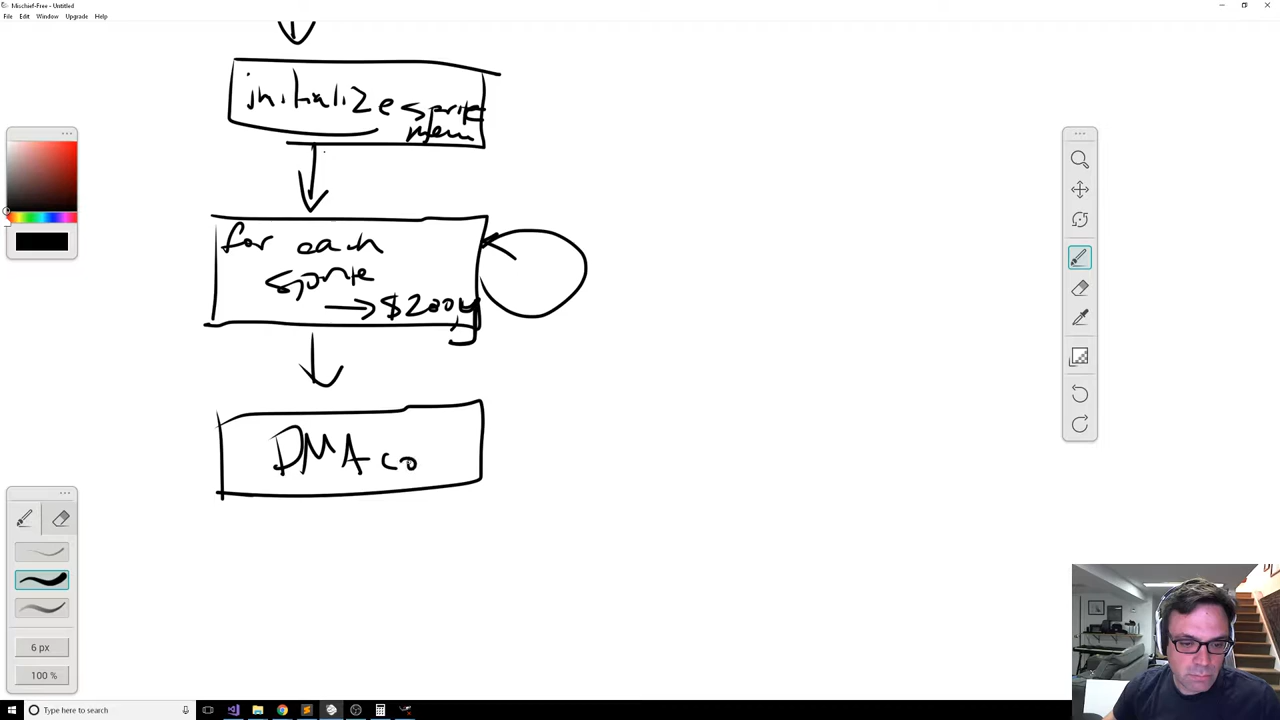 Mischief-Free - Untitled
File Edit Window Upgrade Help
initialize sprite
mem
for each
sprite
→ $200y
DMA co
6 px
100 %
Type here to search